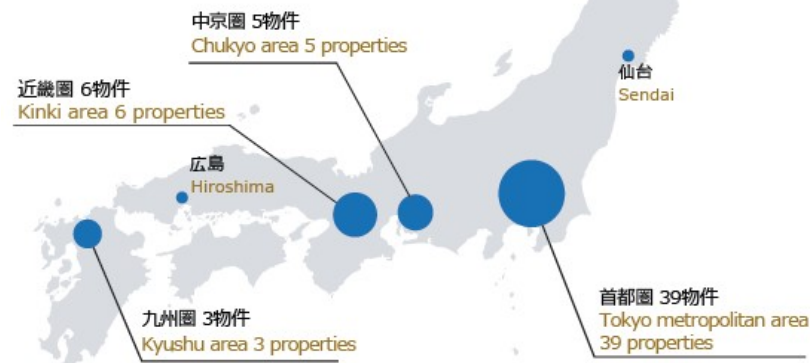 中京圏 5物件
Chukyo area 5 properties
仙台
Sendai
近畿圏 6物件
Kinki area 6 properties
広島
Hiroshima
首都圏 39物件
Tokyo metropolitan area
39 properties
九州圏 3物件
Kyushu area 3 properties